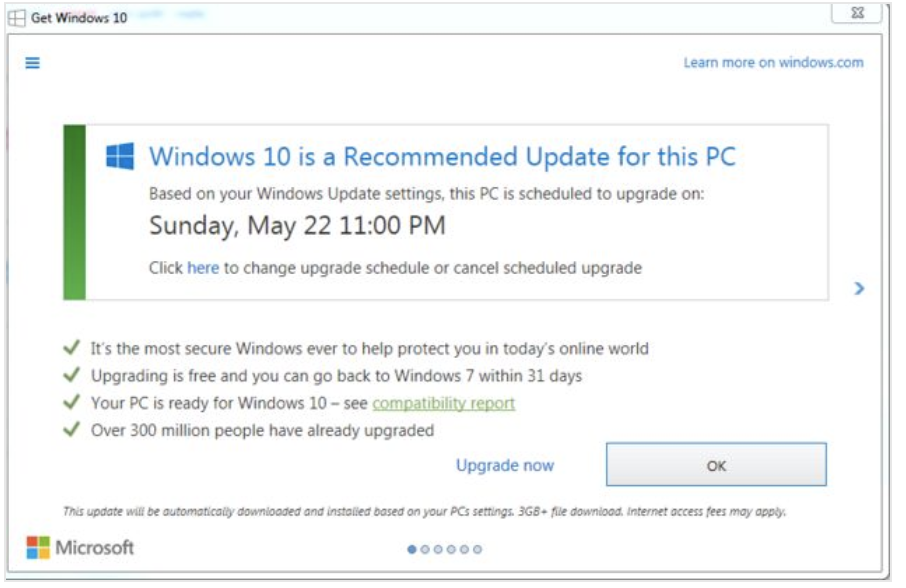 Get Windows 10
Learn more on windows.com
Windows 10 is a Recommended Update for this PC
Based on your Windows Update settings, this PC is scheduled to upgrade on:
Sunday, May 22 11:00 PM
Click here to change upgrade schedule or cancel scheduled upgrade
It's the most secure Windows ever to help protect you in today's online world
Upgrading is free and you can go back to Windows 7 within 31 days
Your PC is ready for Windows 10 – see compatibility report
Over 300 million people have already upgraded
Upgrade now
OK
This update will be automatically downloaded and installed based on your PCs settings. 3GB+ file download. Internet access fees may apply.
Microsoft